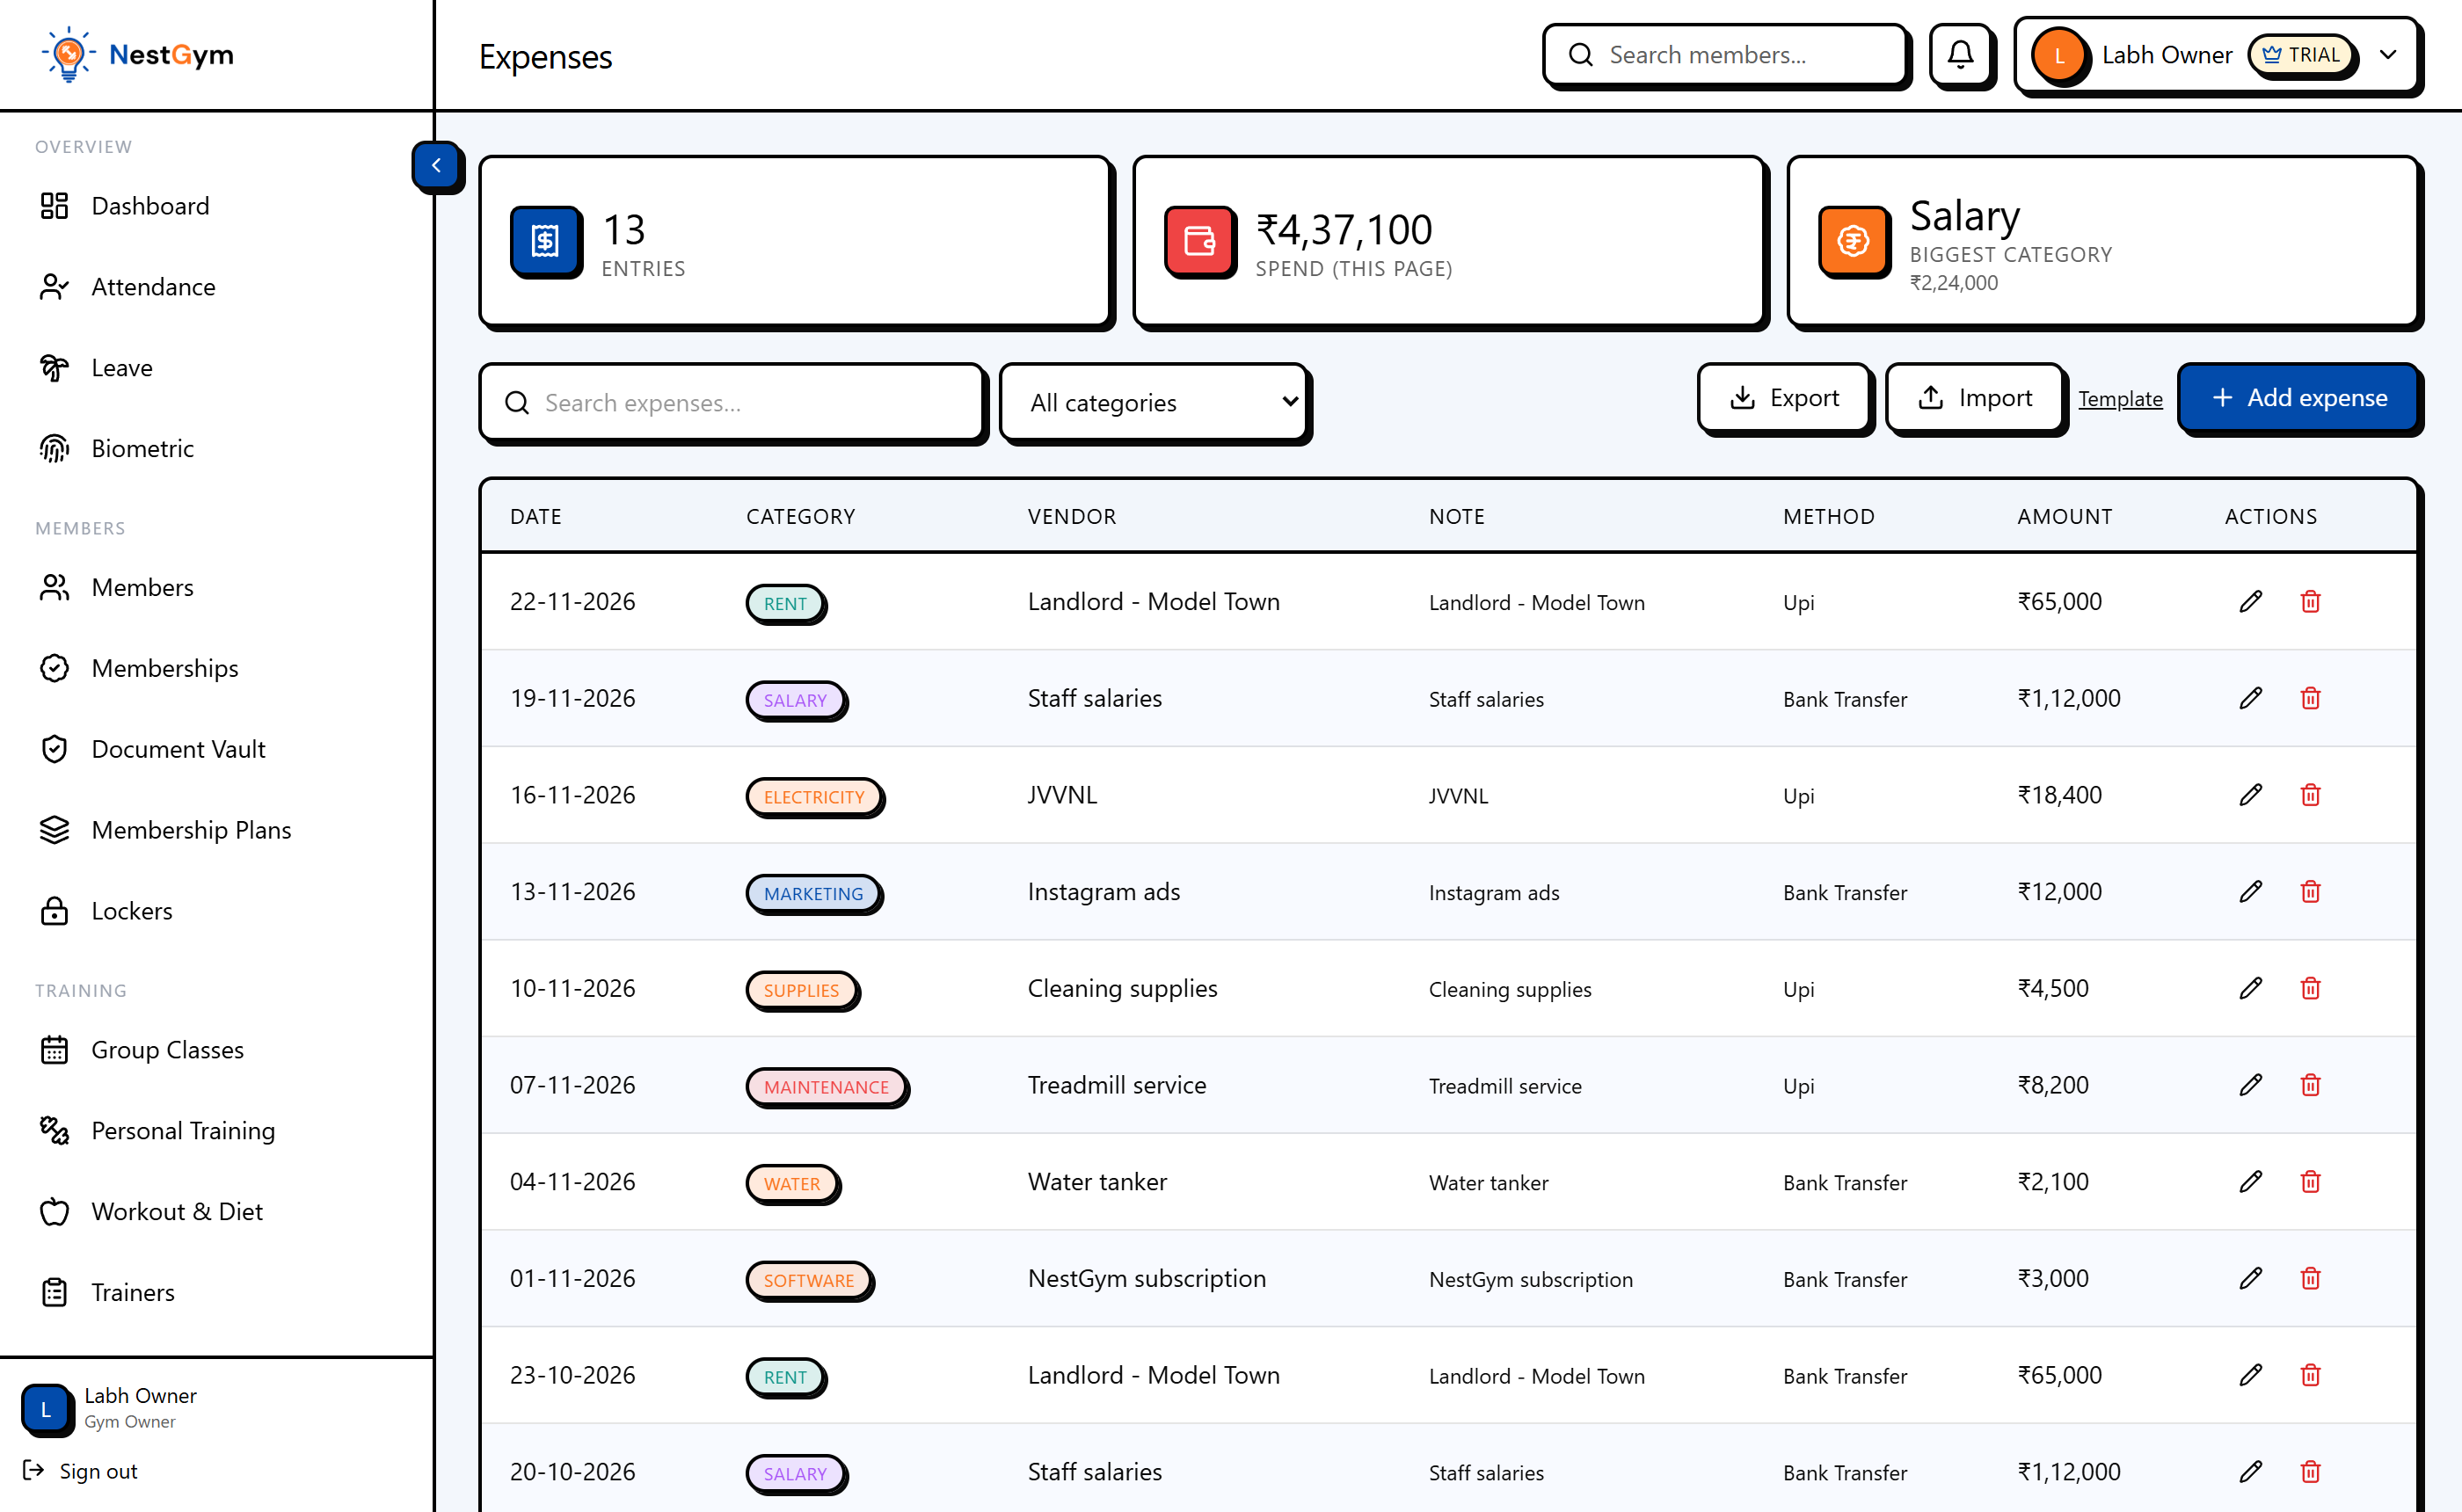 NestGym
Expenses
Search members...
L
Labh Owner
TRIAL
OVERVIEW
Dashboard
Attendance
Leave
Biometric
MEMBERS
Members
Memberships
Document Vault
Membership Plans
Lockers
TRAINING
Group Classes
Personal Training
Workout & Diet
Trainers
L
Labh Owner
Gym Owner
Sign out
13
ENTRIES
₹4,37,100
SPEND (THIS PAGE)
Salary
BIGGEST CATEGORY
₹2,24,000
Search expenses...
All categories
Export
Import
Template
Add expense
DATE CATEGORY VENDOR NOTE METHOD AMOUNT ACTIONS
22-11-2026 RENT Landlord - Model Town Landlord - Model Town Upi ₹65,000
19-11-2026 SALARY Staff salaries Staff salaries Bank Transfer ₹1,12,000
16-11-2026 ELECTRICITY JVVNL JVVNL Upi ₹18,400
13-11-2026 MARKETING Instagram ads Instagram ads Bank Transfer ₹12,000
10-11-2026 SUPPLIES Cleaning supplies Cleaning supplies Upi ₹4,500
07-11-2026 MAINTENANCE Treadmill service Treadmill service Upi ₹8,200
04-11-2026 WATER Water tanker Water tanker Bank Transfer ₹2,100
01-11-2026 SOFTWARE NestGym subscription NestGym subscription Bank Transfer ₹3,000
23-10-2026 RENT Landlord - Model Town Landlord - Model Town Bank Transfer ₹65,000
20-10-2026 SALARY Staff salaries Staff salaries Bank Transfer ₹1,12,000